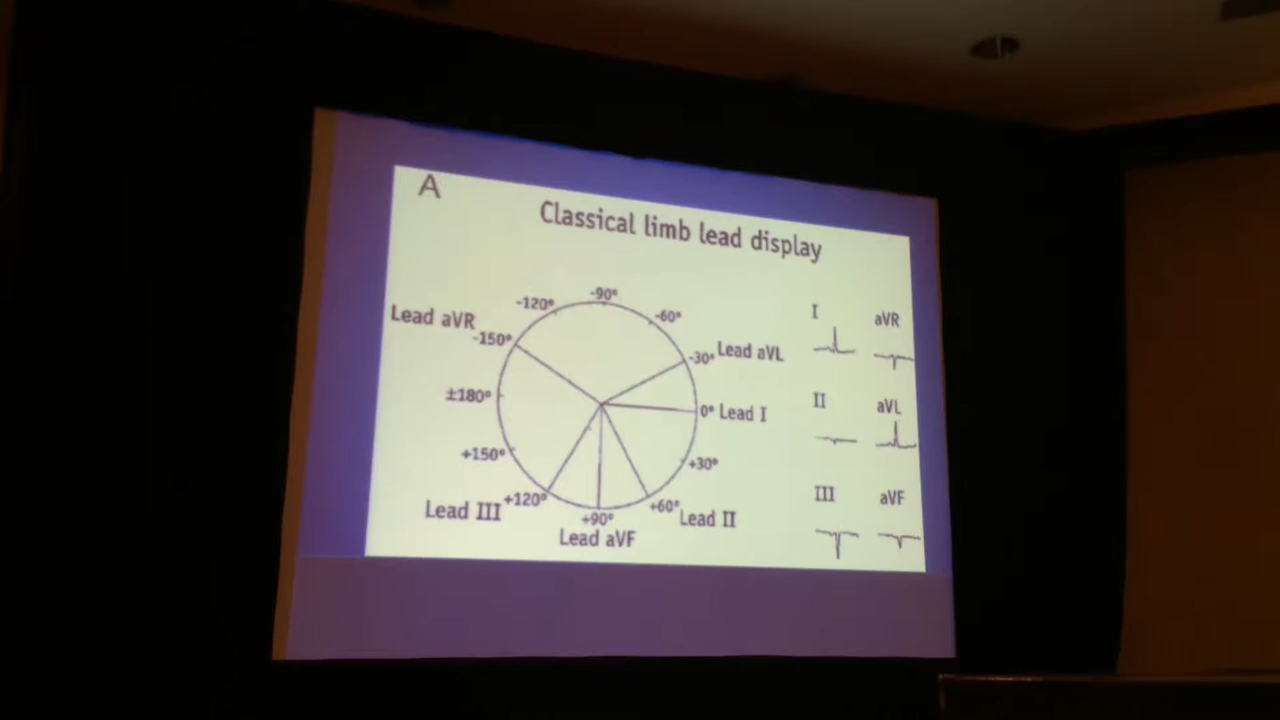 A
Classical limb lead display
-90°
-120°
-60°
Lead aVR
-150°
-30° Lead aVL
±180°
0° Lead I
+150°
+30°
Lead III
+120°
+90°
+60° Lead II
Lead aVF
I
aVR
II
aVL
III
aVF